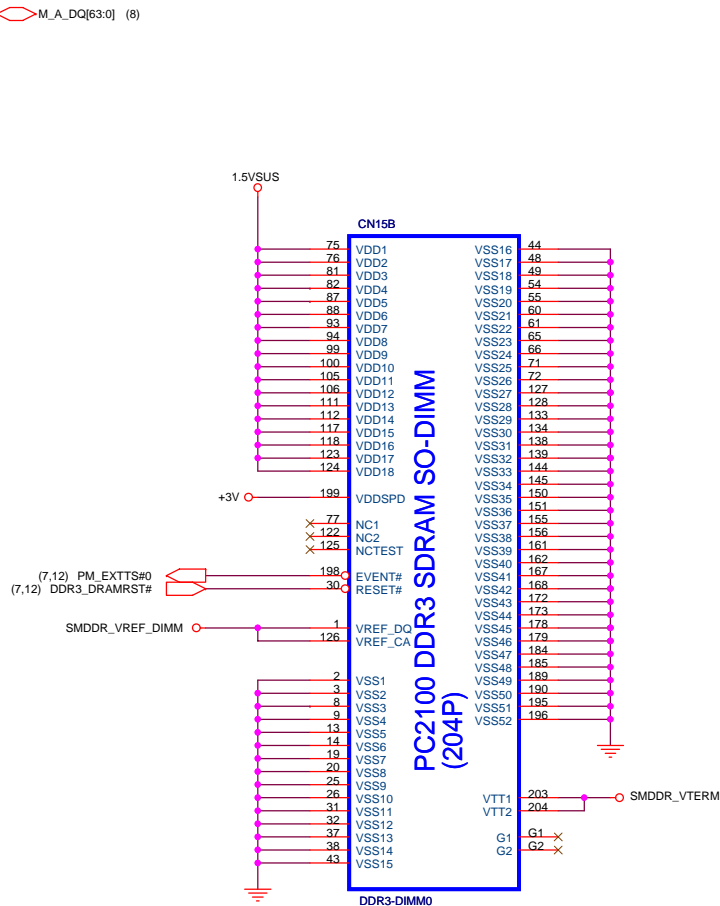 M_A_DQ[63:0] (8)
1.5VSUS
CN15B
75 VDD1 VSS16 44
76 VDD2 VSS17 48
81 VDD3 VSS18 49
82 VDD4 VSS19 54
87 VDD5 VSS20 55
88 VDD6 VSS21 60
93 VDD7 VSS22 61
94 VDD8 VSS23 65
99 VDD9 VSS24 66
100 VDD10 VSS25 71
105 VDD11 VSS26 72
106 VDD12 VSS27 127
111 VDD13 VSS28 128
112 VDD14 VSS29 133
117 VDD15 VSS30 134
118 VDD16 VSS31 138
123 VDD17 VSS32 139
124 VDD18 VSS33 144
VSS34 145
+3V 199 VDDSPD VSS35 150
VSS36 151
77 NC1 VSS37 155
122 NC2 VSS38 156
125 NCTEST VSS39 161
VSS40 162
(7,12) PM_EXTTS#0 198 EVENT# VSS41 167
(7,12) DDR3_DRAMRST# 30 RESET# VSS42 168
VSS43 172
VSS44 173
SMDDR_VREF_DIMM 1 VREF_DQ VSS45 178
126 VREF_CA VSS46 179
VSS47 184
VSS48 185
2 VSS1 VSS49 189
3 VSS2 VSS50 190
8 VSS3 VSS51 195
9 VSS4 VSS52 196
13 VSS5
14 VSS6
19 VSS7
20 VSS8
25 VSS9
26 VSS10 VTT1 203 SMDDR_VTERM
31 VSS11 VTT2 204
32 VSS12
37 VSS13 G1 G1
38 VSS14 G2 G2
43 VSS15
PC2100 DDR3 SDRAM SO-DIMM
(204P)
DDR3-DIMM0